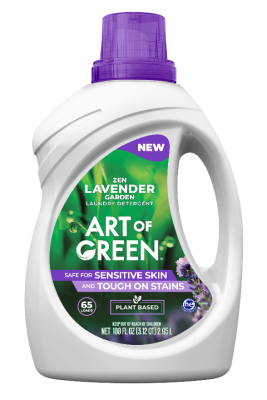 NEW
ZEN
LAVENDER
GARDEN
LAUNDRY DETERGENT
ART OF
GREEN
SAFE FOR SENSITIVE SKIN
AND TOUGH ON STAINS
65
LOADS
PLANT BASED
he
KEEP OUT OF REACH OF CHILDREN
NET 100 FL OZ (3.12 QT) 2.95 L